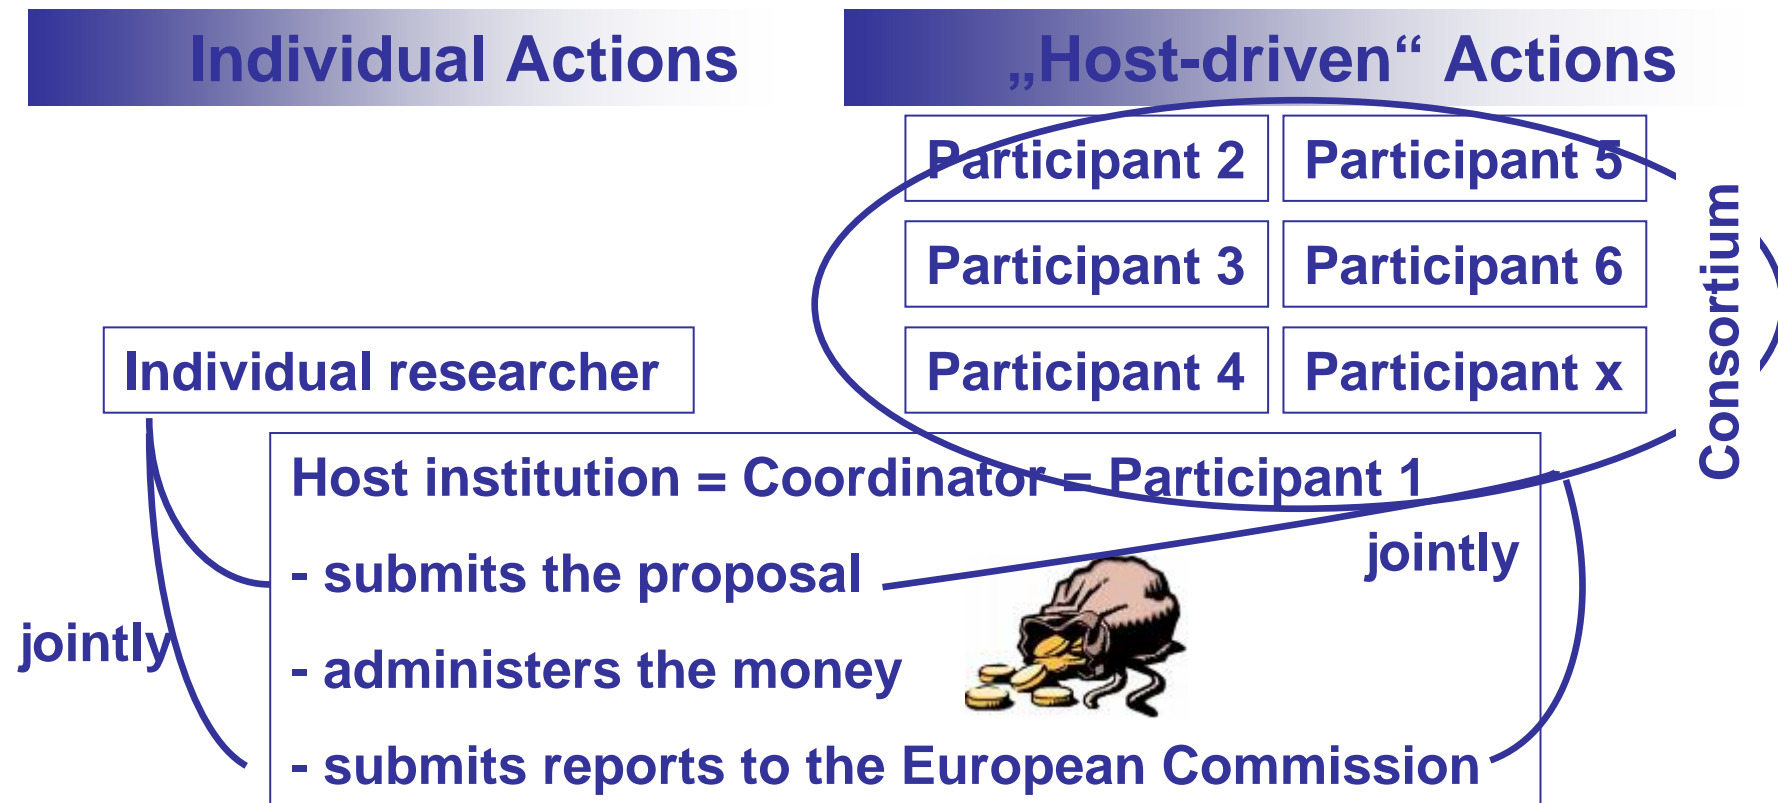 Individual Actions
„Host-driven“ Actions
Participant 2
Participant 5
Participant 3
Participant 6
Participant 4
Participant x
Consortium
Individual researcher
Host institution = Coordinator = Participant 1
- submits the proposal
jointly
- administers the money
jointly
- submits reports to the European Commission